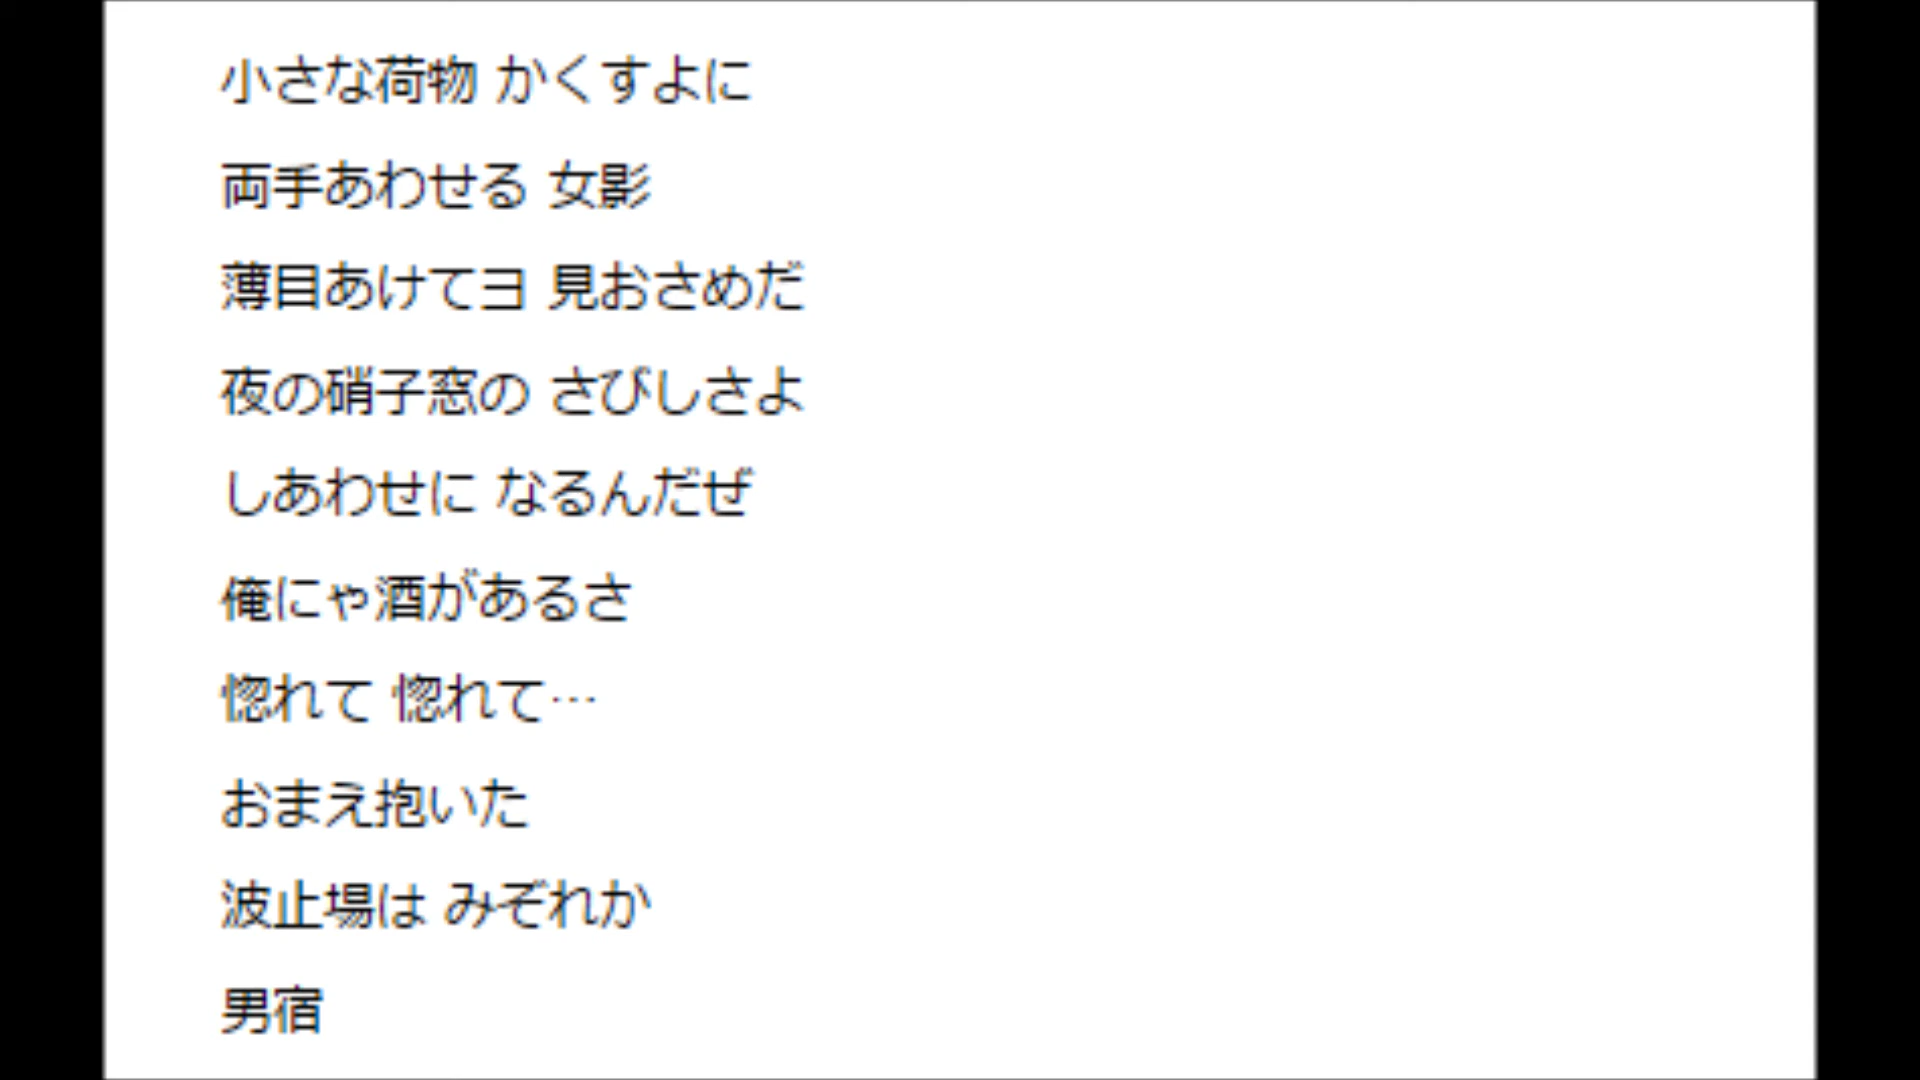 小さな荷物 かくすよに
両手あわせる 女影
薄目あけてヨ 見おさめだ
夜の硝子窓の さびしさよ
しあわせに なるんだぜ
俺にゃ酒があるさ
惚れて 惚れて…
おまえ抱いた
波止場は みぞれか
男宿